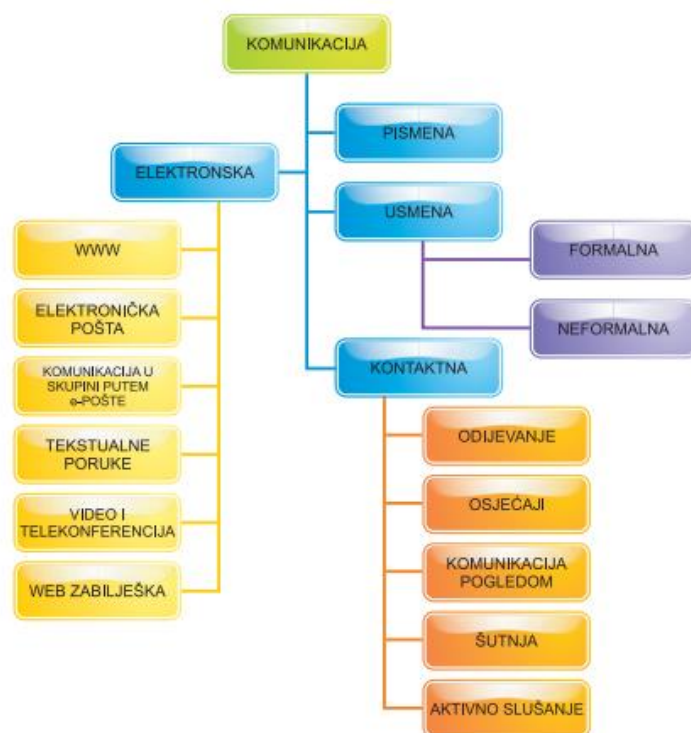 KOMUNIKACIJA
PISMENA
ELEKTRONSKA
USMENA
WWW
FORMALNA
ELEKTRONIČKA
POŠTA
NEFORMALNA
KOMUNIKACIJA U
SKUPINI PUTEM
e-POŠTE
KONTAKTNA
TEKSTUALNE
PORUKE
ODIJEVANJE
VIDEO I
TELEKONFERENCIJA
OSJEĆAJI
WEB ZABILJEŠKA
KOMUNIKACIJA
POGLEDOM
ŠUTNJA
AKTIVNO SLUŠANJE